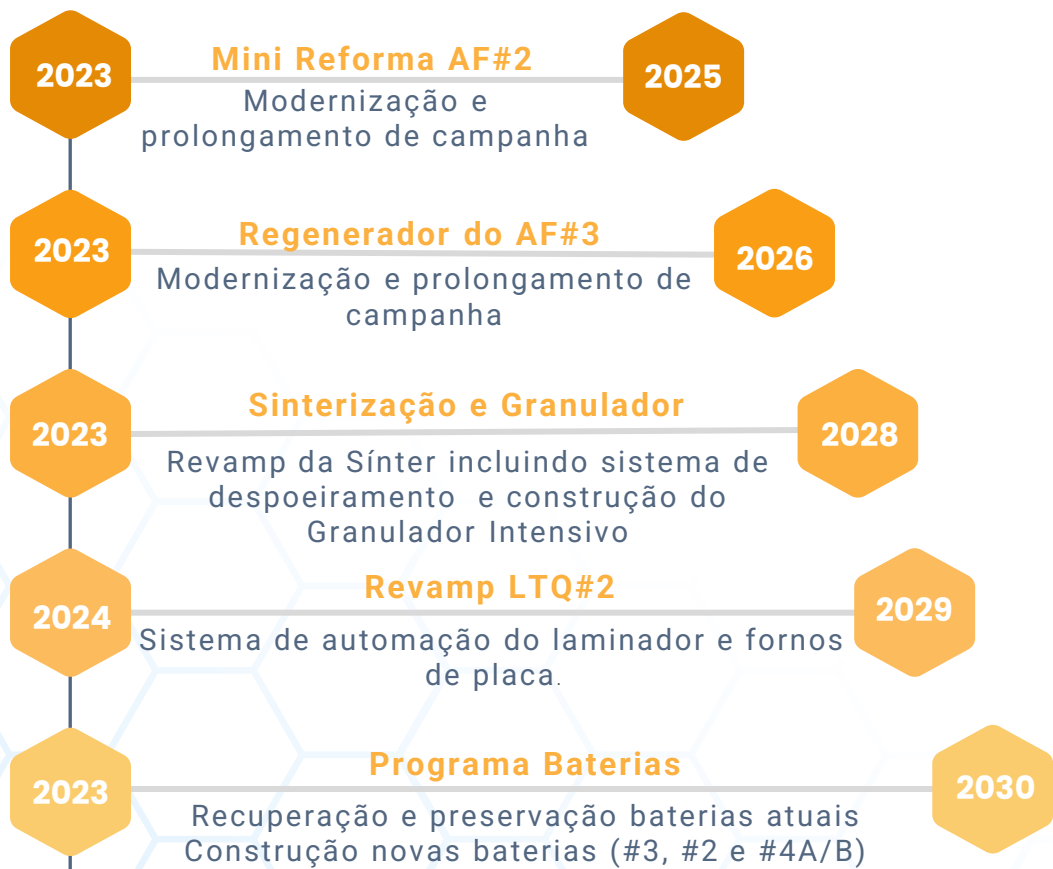 2023
Mini Reforma AF#2
2025
Modernização e
prolongamento de campanha
2023
Regenerador do AF#3
2026
Modernização e prolongamento de
campanha
2023
Sinterização e Granulador
2028
Revamp da Sínter incluindo sistema de
despoeiramento e construção do
Granulador Intensivo
2024
Revamp LTQ#2
2029
Sistema de automação do laminador e fornos
de placa.
2023
Programa Baterias
2030
Recuperação e preservação baterias atuais
Construção novas baterias (#3, #2 e #4A/B)